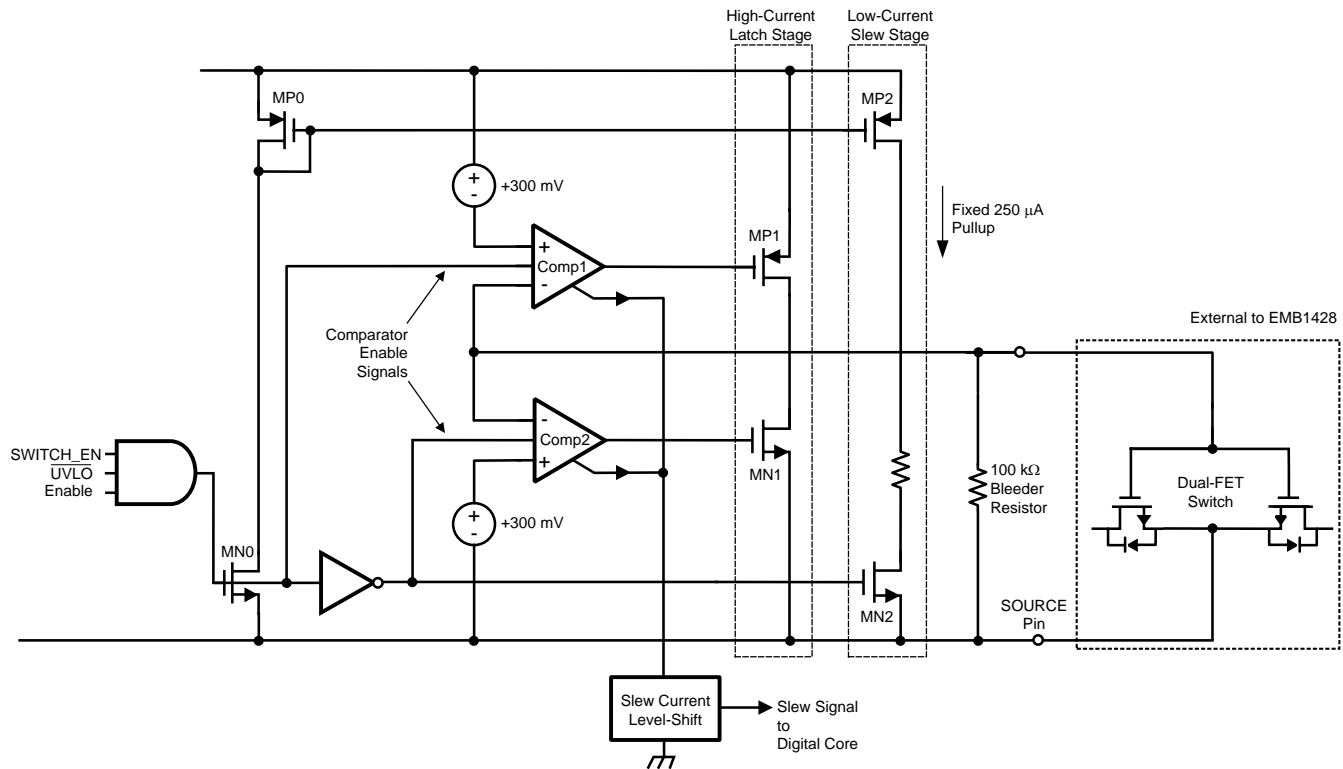 High-Current
Latch Stage
Low-Current
Slew Stage
MP0
MP2
+
-
+300 mV
Fixed 250 μA
Pullup
MP1
+
Comp1
-
External to EMB1428
Comparator
Enable
Signals
-
Comp2
+
MN1
100 kΩ
Bleeder
Resistor
Dual-FET
Switch
SWITCH_EN
UVLO
Enable
+
-
+300 mV
MN0
MN2
SOURCE
Pin
Slew Current
Level-Shift
Slew Signal
to
Digital Core